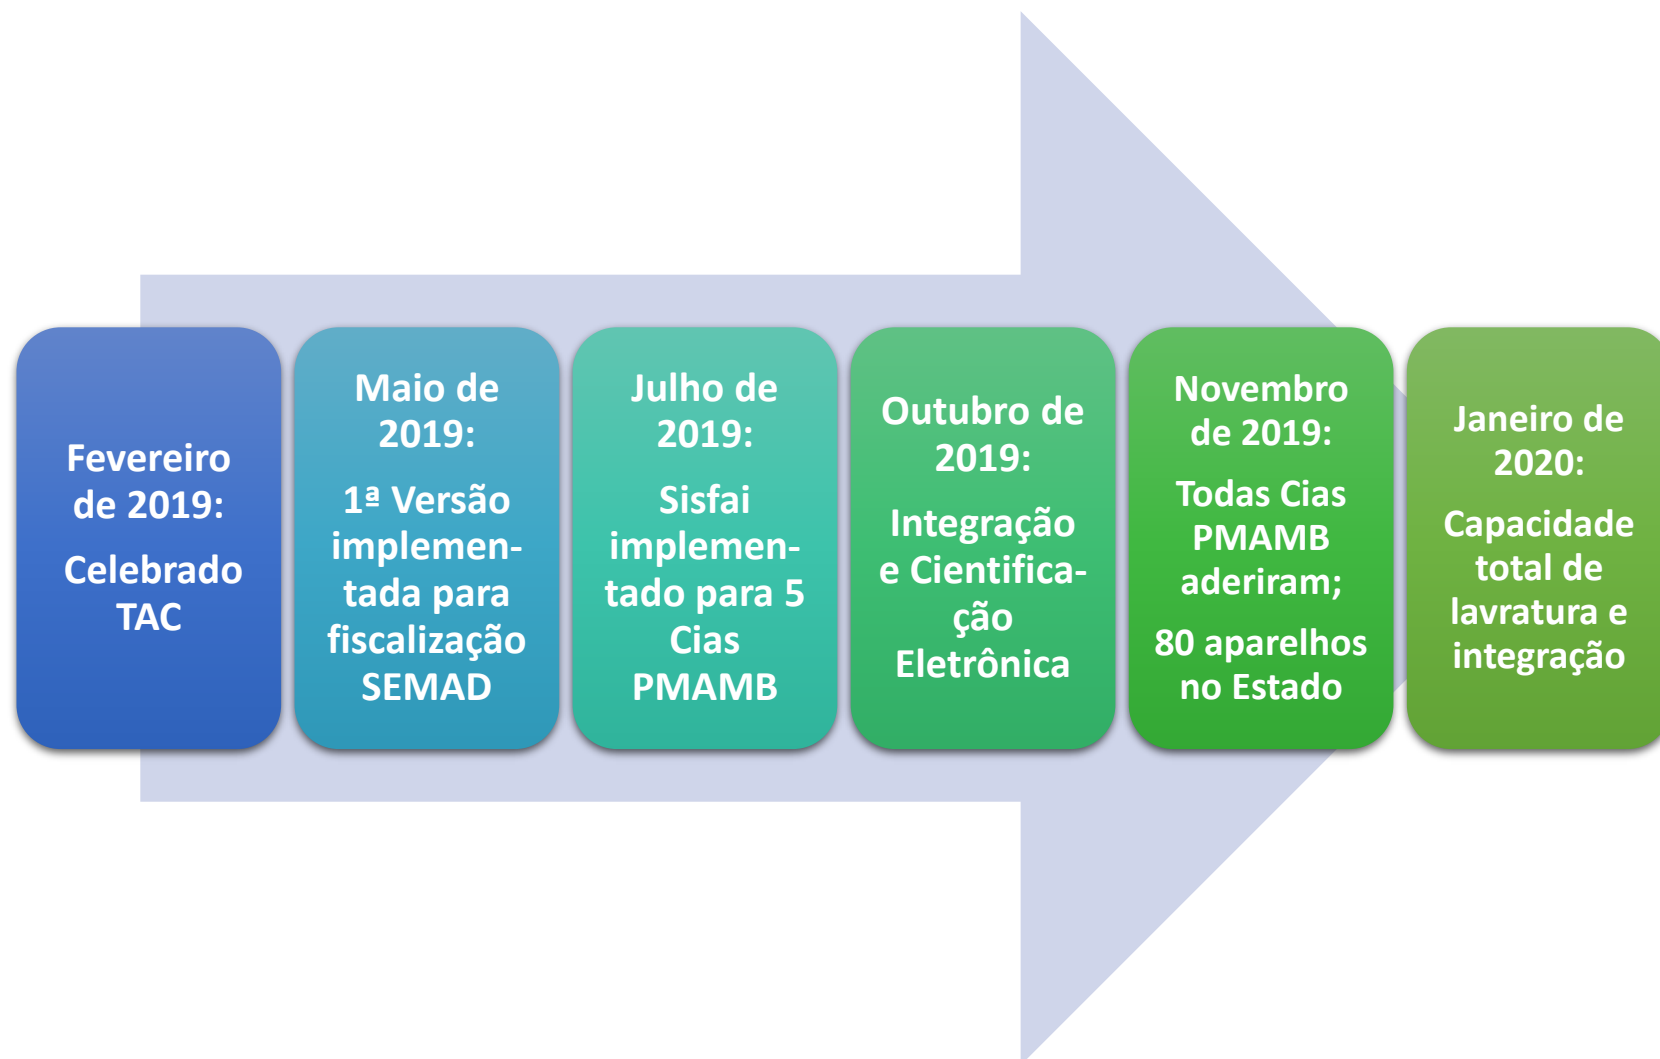 Fevereiro
de 2019:
Celebrado
TAC
Maio de
2019:
1ª Versão
implemen-
tada para
fiscalização
SEMAD
Julho de
2019:
Sisfai
implemen-
tado para 5
Cias
PMAMB
Outubro de
2019:
Integração
e Cientifica-
ção
Eletrônica
Novembro
de 2019:
Todas Cias
PMAMB
aderiram;
80 aparelhos
no Estado
Janeiro de
2020:
Capacidade
total de
lavratura e
integração